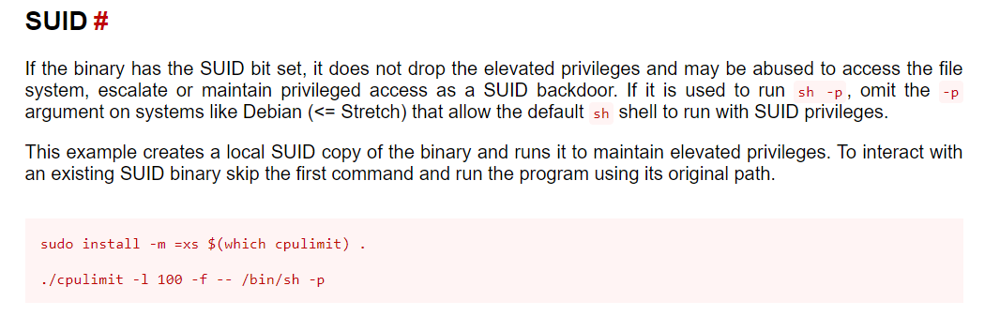 SUID #
If the binary has the SUID bit set, it does not drop the elevated privileges and may be abused to access the file
system, escalate or maintain privileged access as a SUID backdoor. If it is used to run sh -p, omit the -p
argument on systems like Debian (<= Stretch) that allow the default sh shell to run with SUID privileges.
This example creates a local SUID copy of the binary and runs it to maintain elevated privileges. To interact with
an existing SUID binary skip the first command and run the program using its original path.
sudo install -m =xs $(which cpulimit) .
./cpulimit -l 100 -f -- /bin/sh -p